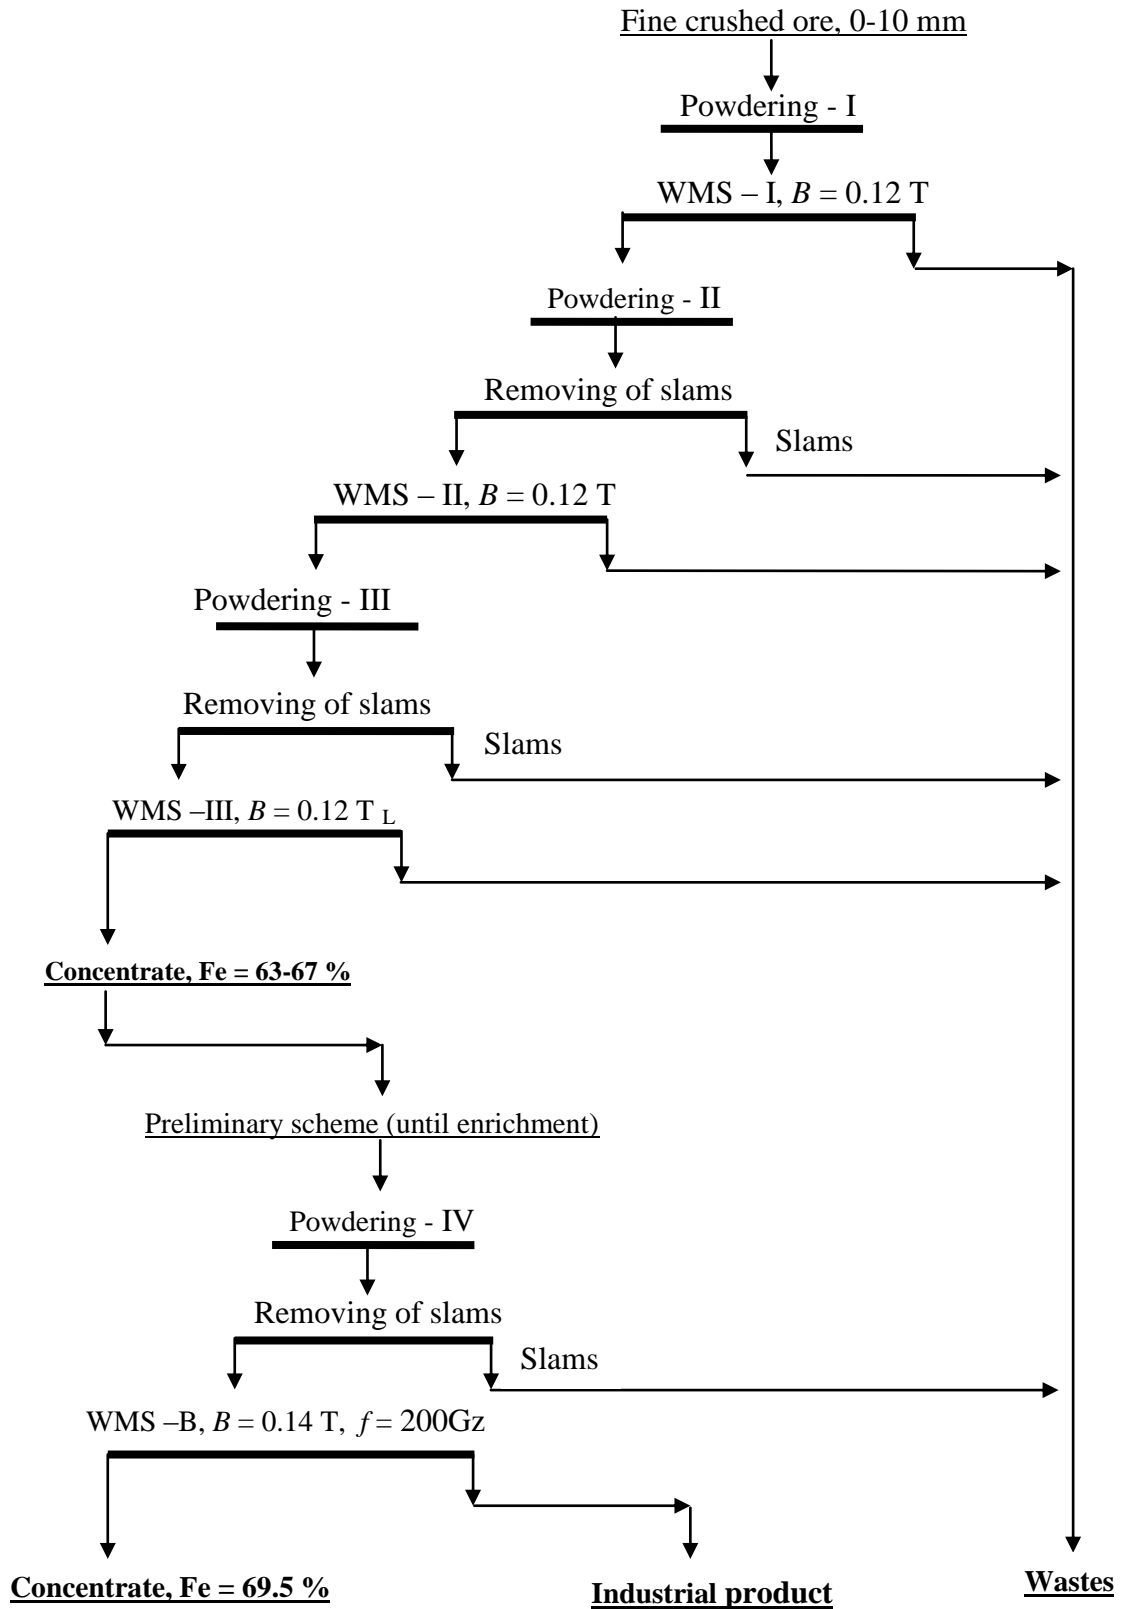 Fine crushed ore, 0-10 mm
Powdering - I
WMS – I, B = 0.12 T
Powdering - II
Removing of slams
Slams
WMS – II, B = 0.12 T
Powdering - III
Removing of slams
Slams
WMS –III, B = 0.12 T L
Concentrate, Fe = 63-67 %
Preliminary scheme (until enrichment)
Powdering - IV
Removing of slams
Slams
WMS –B, B = 0.14 T, f = 200Gz
Concentrate, Fe = 69.5 %
Industrial product
Wastes